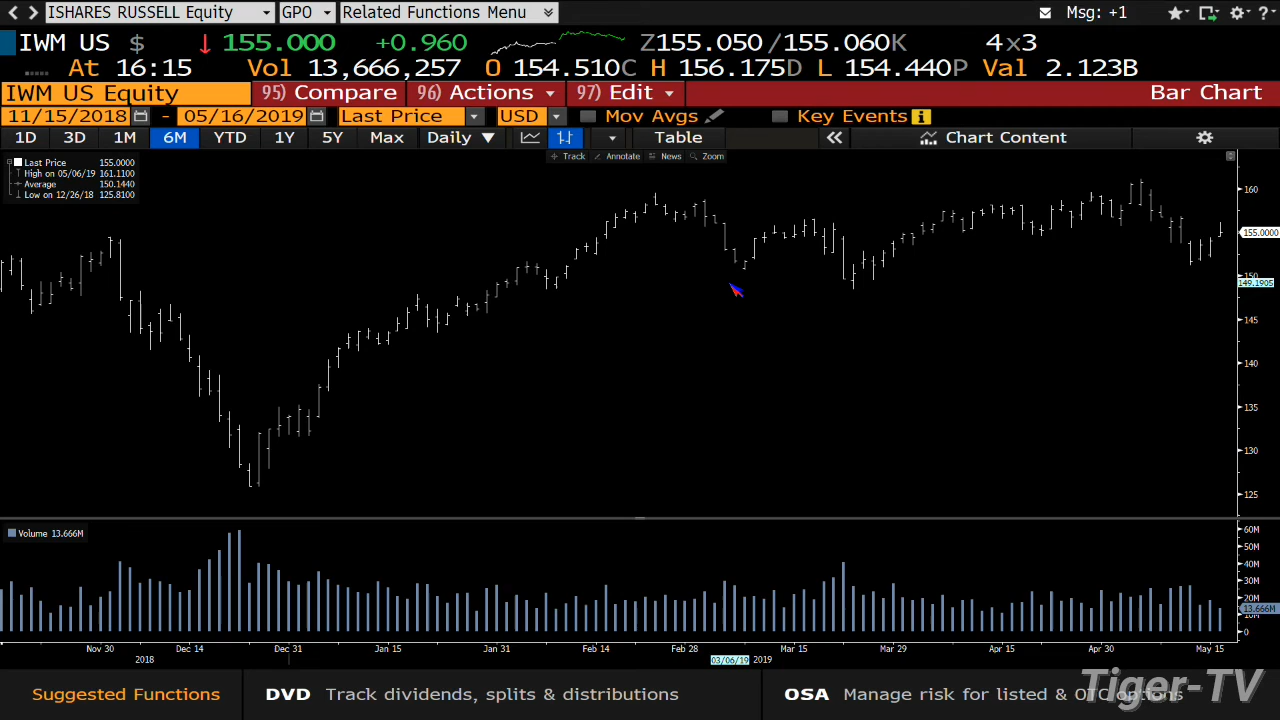 ISHARES RUSSELL Equity GPO Related Functions Menu Msg: +1 ?
IWM US $ ↓ 155.000 +0.960 Z155.050/155.060K 4x3
At 16:15 Vol 13,666,257 O 154.510C H 156.175D L 154.440P Val 2.123B
IWM US Equity 95) Compare 96) Actions 97) Edit Bar Chart
11/15/2018 - 05/16/2019 Last Price USD Mov Avgs Key Events i
1D 3D 1M 6M YTD 1Y 5Y Max Daily ▼ Table « Chart Content
Track Annotate News Zoom
Last Price 155.0000
High on 05/06/19 161.1100
Average 150.1440
Low on 12/26/18 125.8100
160
155.0000
150
149.1905
145
140
135
130
125
Volume 13.666M
60M
50M
40M
30M
20M
13.666M
10M
0
Nov 30 Dec 14 Dec 31 Jan 15 Jan 31 Feb 14 Feb 28 Mar 15 Mar 29 Apr 15 Apr 30 May 15
2018 03/06/19 2019
Suggested Functions DVD Track dividends, splits & distributions OSA Manage risk for listed & OTC options
Tiger-TV